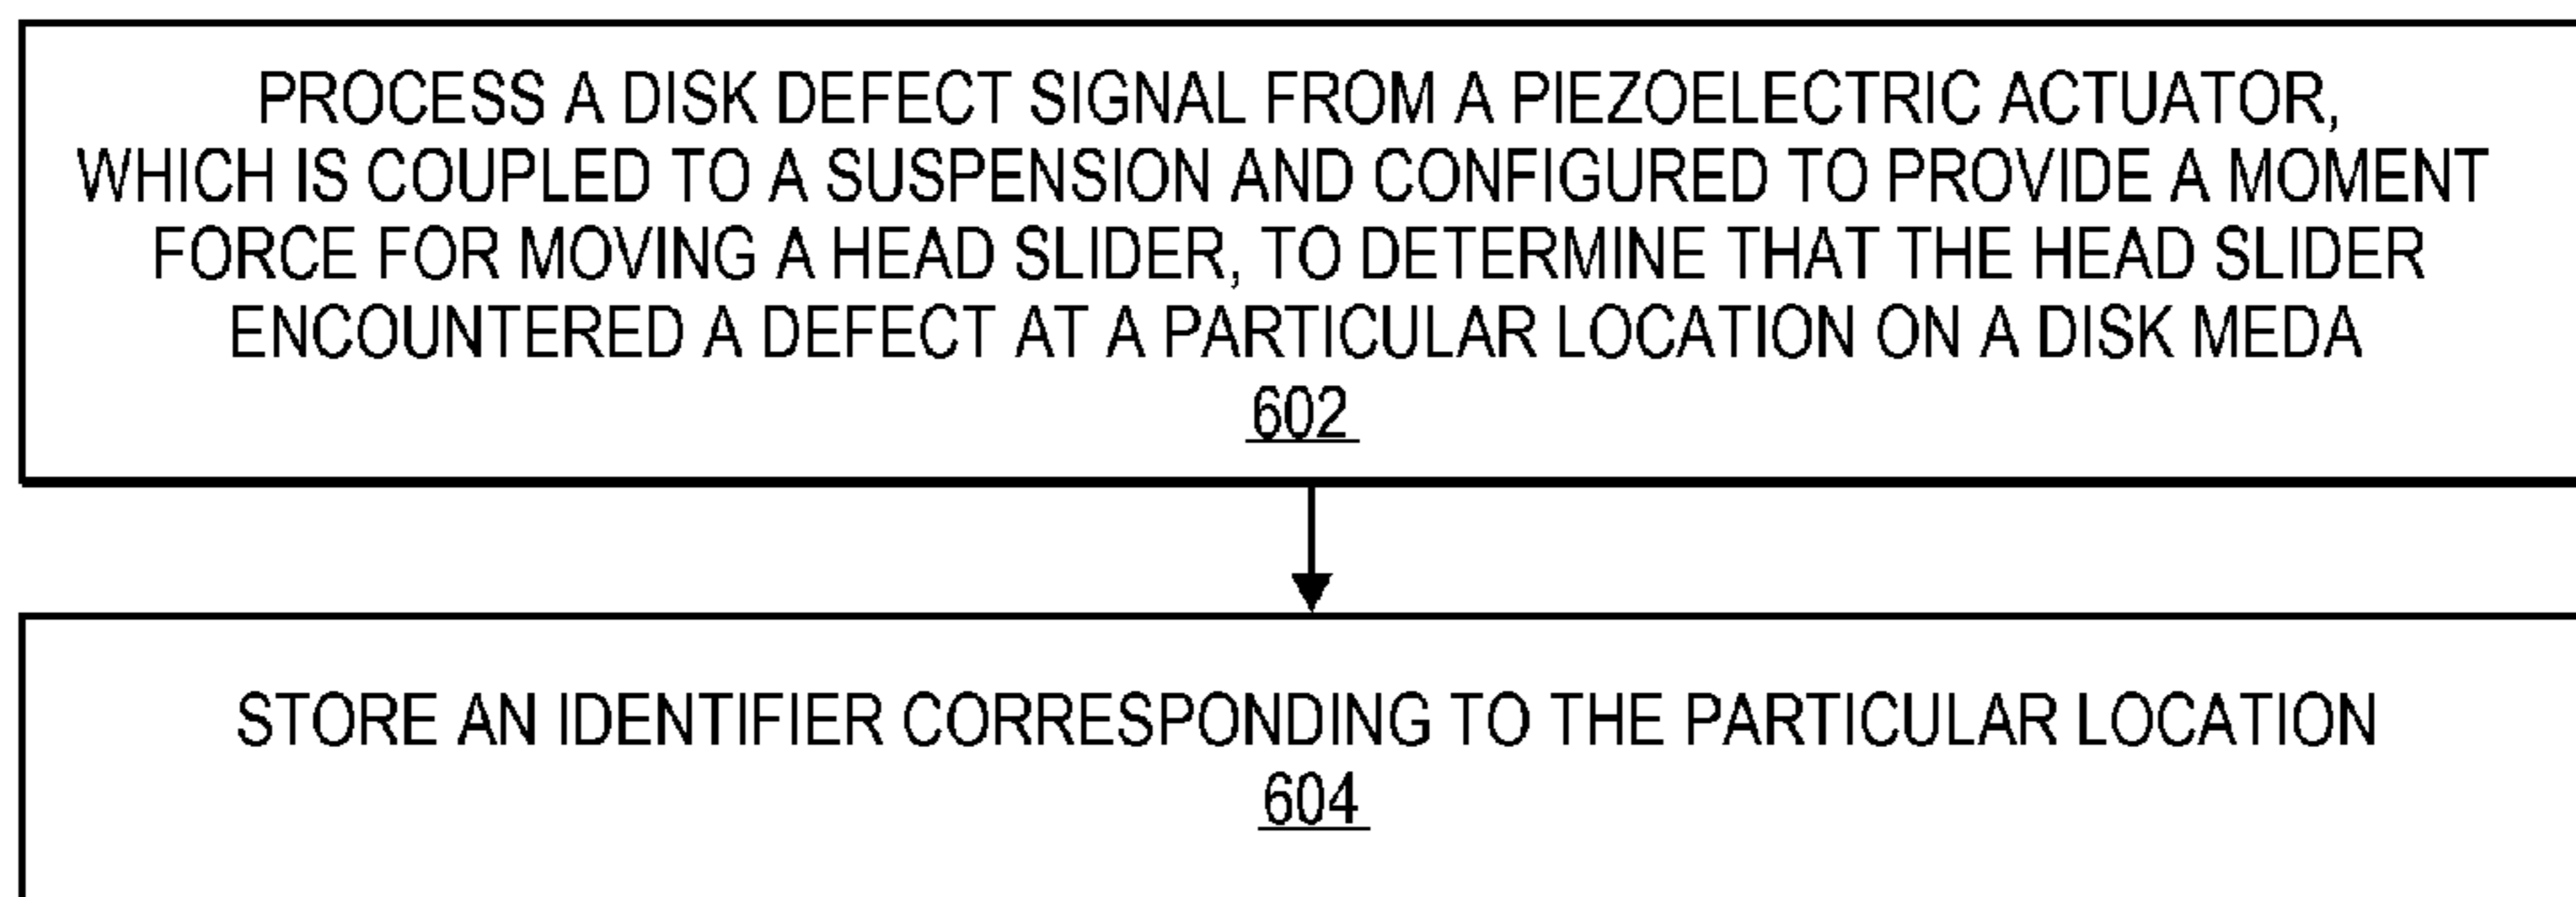 PROCESS A DISK DEFECT SIGNAL FROM A PIEZOELECTRIC ACTUATOR,
WHICH IS COUPLED TO A SUSPENSION AND CONFIGURED TO PROVIDE A MOMENT
FORCE FOR MOVING A HEAD SLIDER, TO DETERMINE THAT THE HEAD SLIDER
ENCOUNTERED A DEFECT AT A PARTICULAR LOCATION ON A DISK MEDA
602
STORE AN IDENTIFIER CORRESPONDING TO THE PARTICULAR LOCATION
604